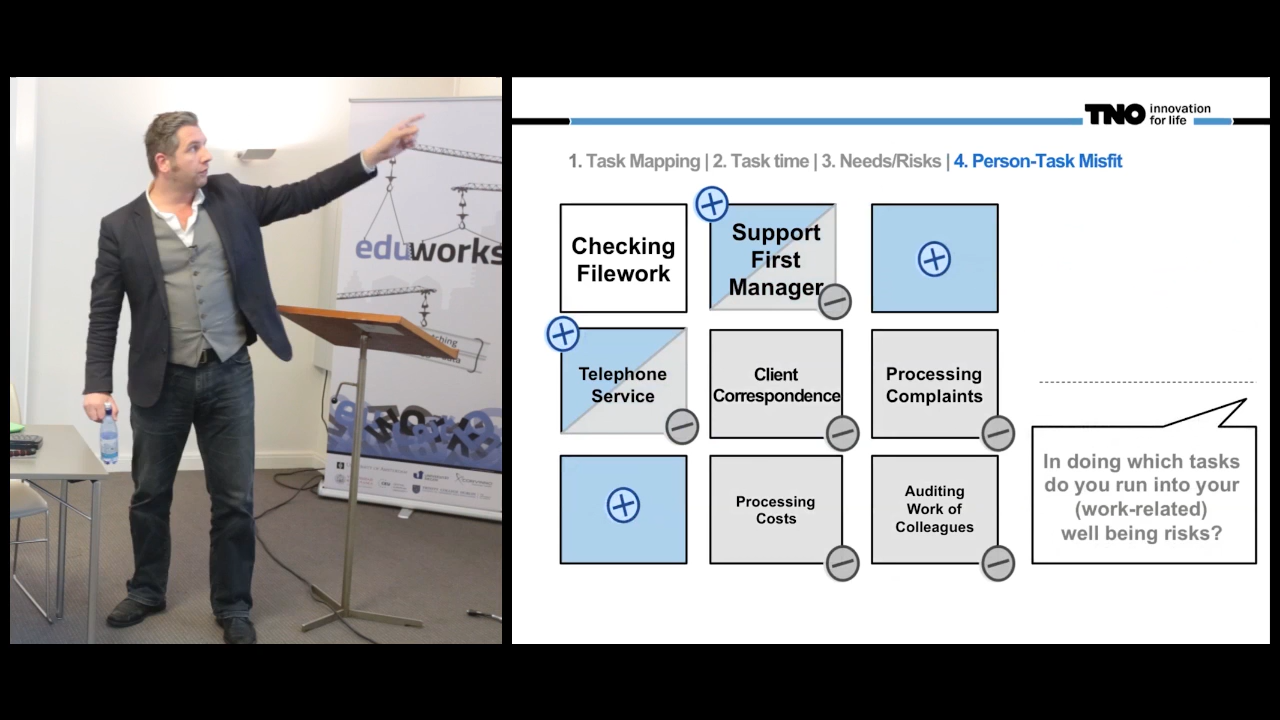 eduworks
TNO innovation
for life
1. Task Mapping | 2. Task time | 3. Needs/Risks | 4. Person-Task Misfit
Checking
Filework
Support
First
Manager
Telephone
Service
Client
Correspondence
Processing
Complaints
Processing
Costs
Auditing
Work of
Colleagues
In doing which tasks
do you run into your
(work-related)
well being risks?